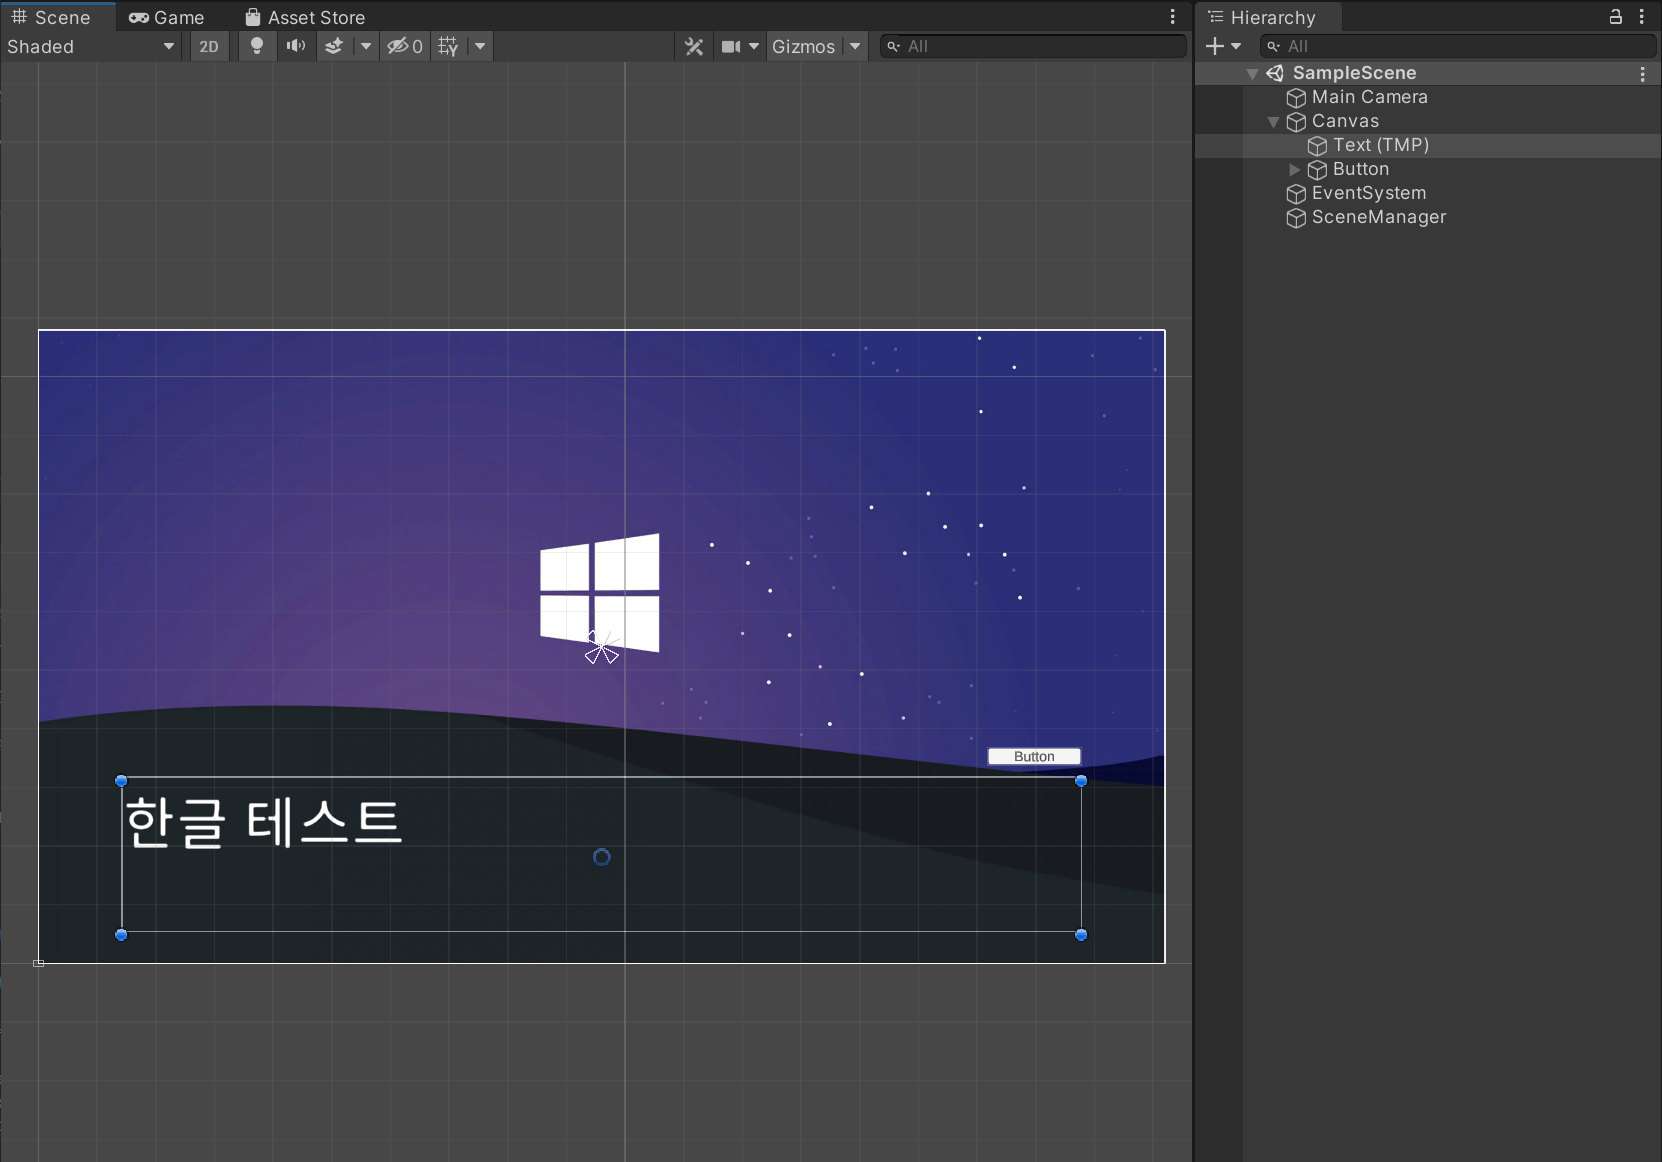 Scene
Game
Asset Store
Shaded
2D
0
Gizmos
All
한글 테스트
Button
Hierarchy
All
SampleScene
Main Camera
Canvas
Text (TMP)
Button
EventSystem
SceneManager